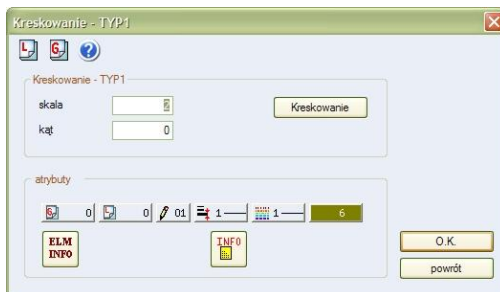 Kreskowanie - TYP1
L G ?
Kreskowanie - TYP1
skala 2 Kreskowanie
kąt 0
atrybuty
G 0 L 0 01 1 1 6
ELM INFO
INFO
O.K.
powrót